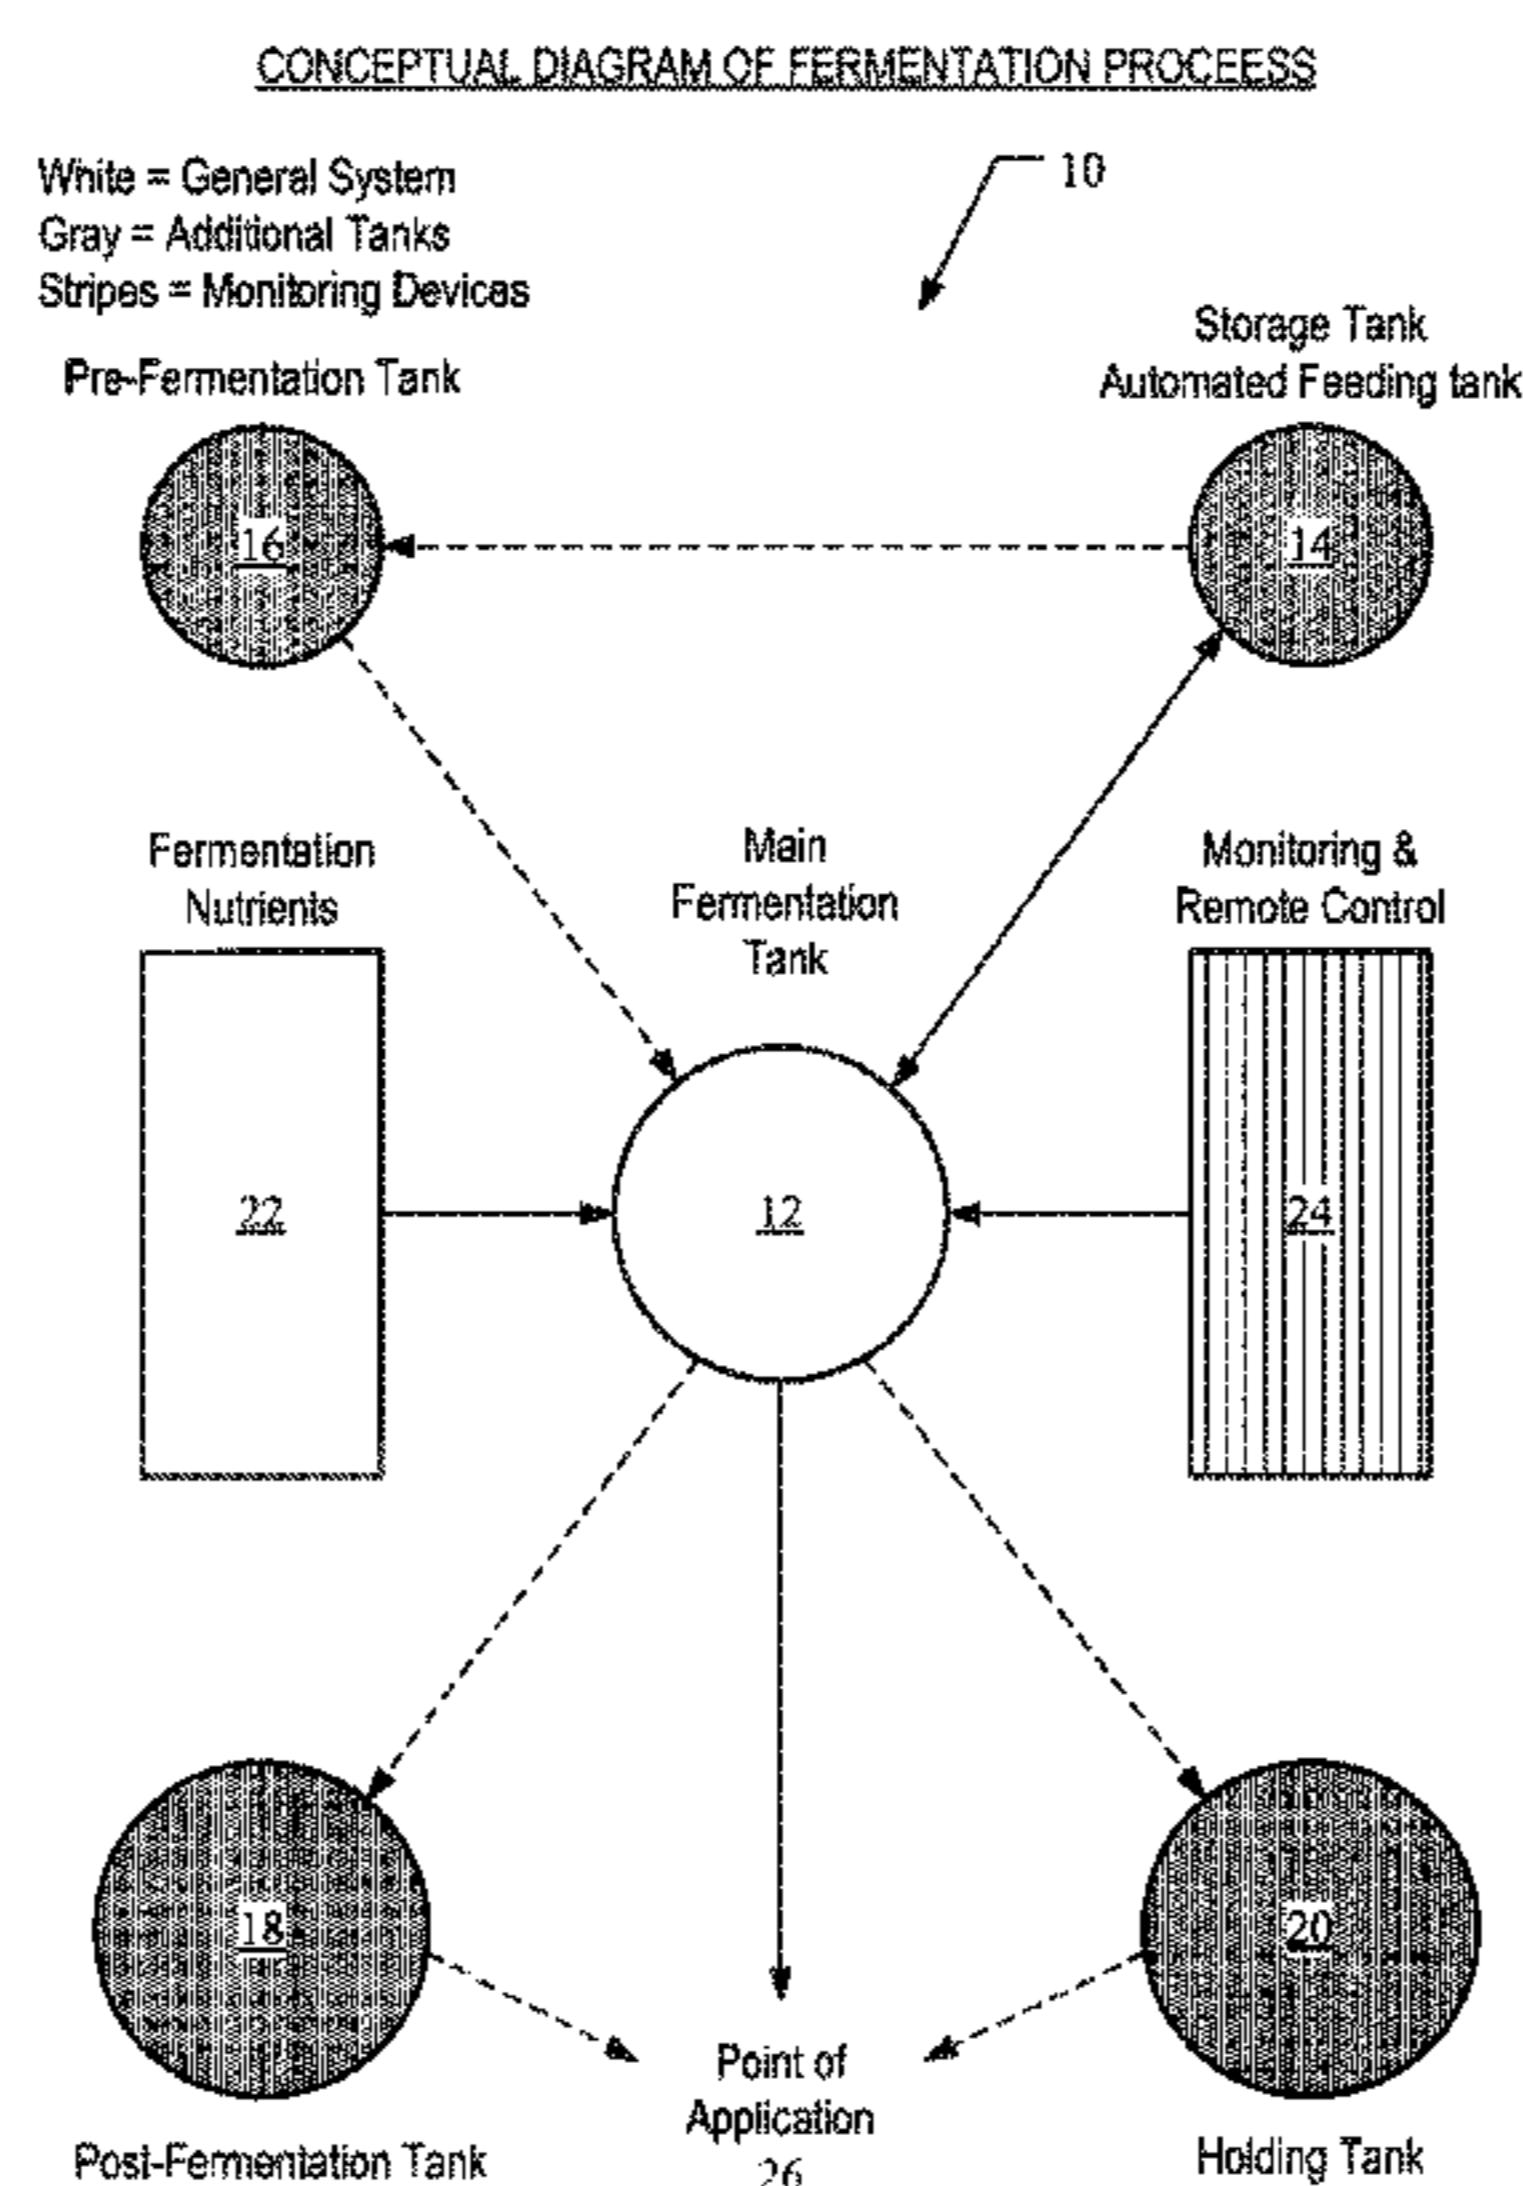 CONCEPTUAL DIAGRAM OF FERMENTATION PROCEESS
White = General System
Gray = Additional Tanks
Stripes = Monitoring Devices
10
Pre-Fermentation Tank
Storage Tank
Automated Feeding tank
16
14
Fermentation
Nutrients
Main
Fermentation
Tank
Monitoring &
Remote Control
22
12
24
18
20
Point of
Application
26
Post-Fermentation Tank
Holding Tank